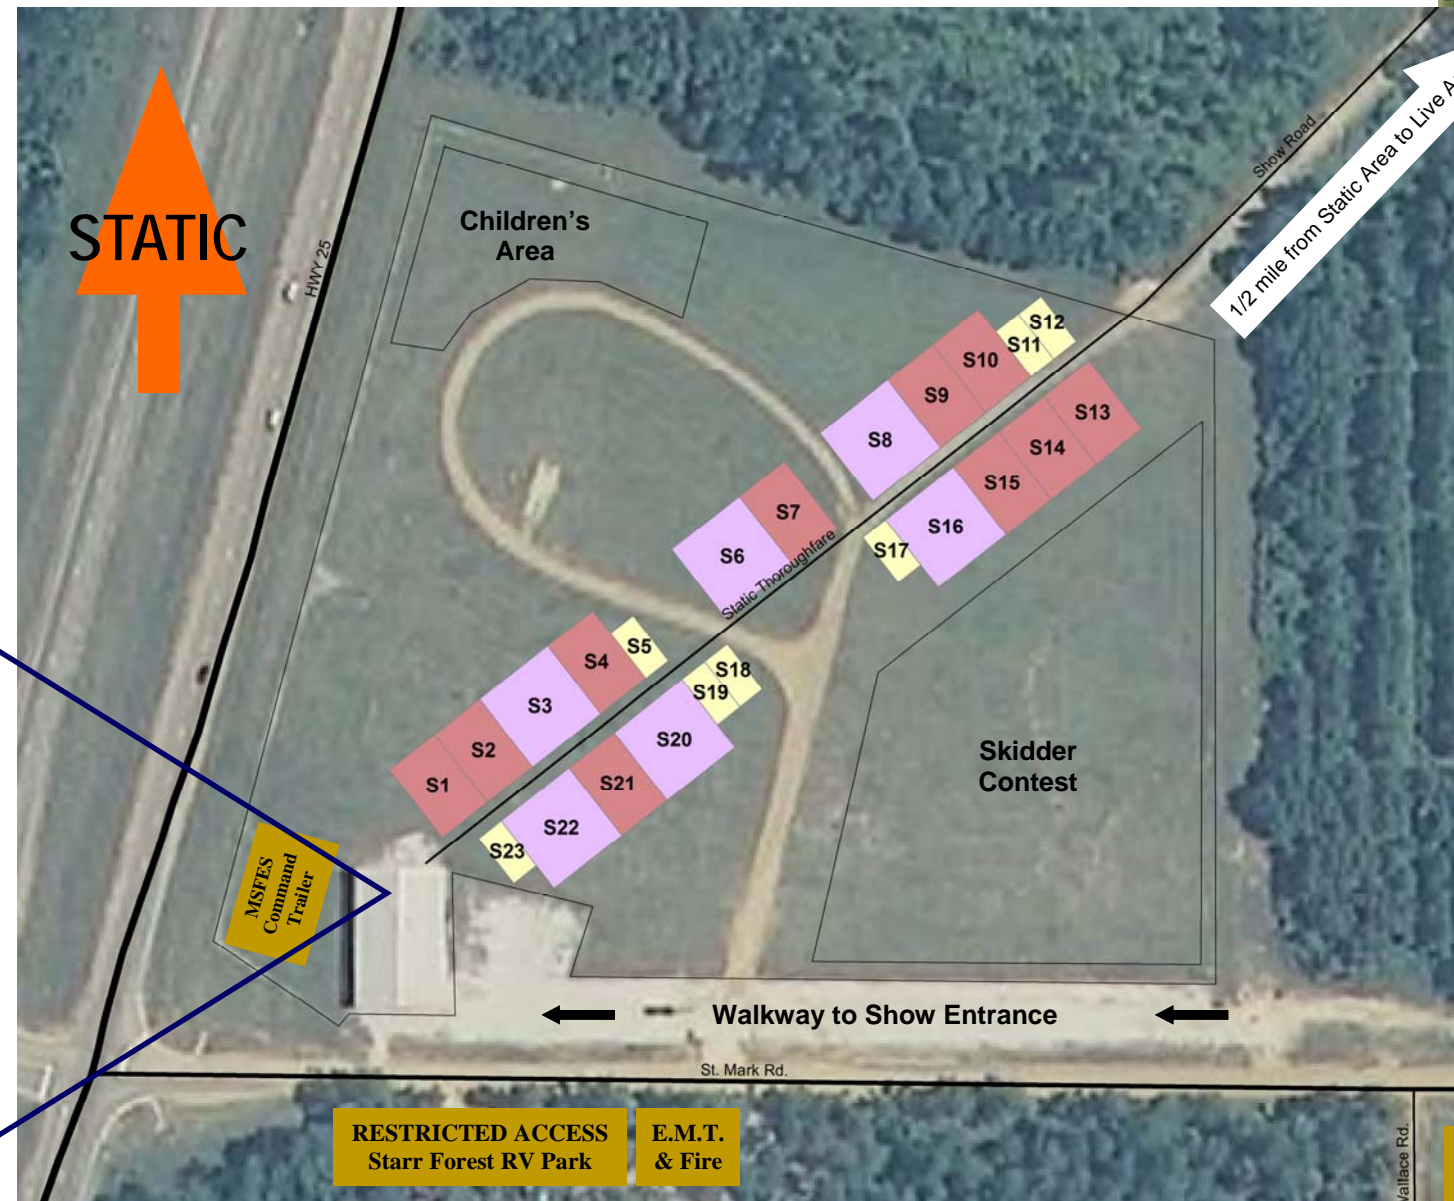 STATIC
HWY 25
Children's
Area
Show Road
1/2 mile from Static Area to Live
S12
S11
S10
S9
S8
S13
S14
S15
S16
S17
S7
S6
Static Thoroughfare
S5
S4
S3
S2
S1
S18
S19
S20
S21
S22
S23
Skidder
Contest
MSFES
Command
Trailer
Walkway to Show Entrance
St. Mark Rd.
RESTRICTED ACCESS
Starr Forest RV Park
E.M.T.
& Fire
Rd.